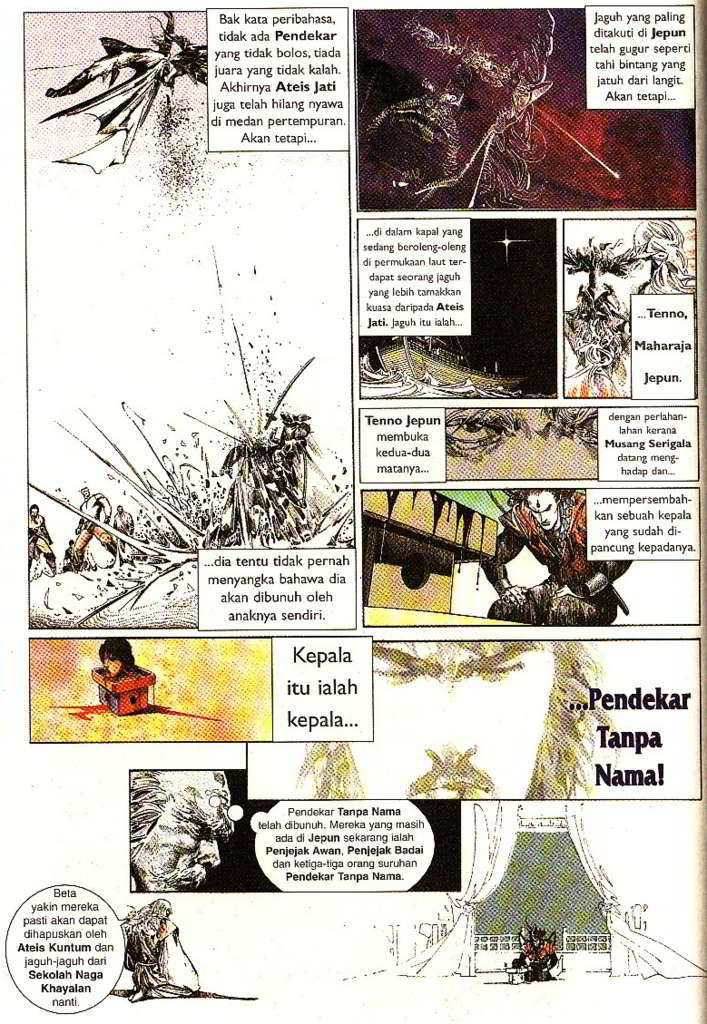 Bak kata peribahasa,
tidak ada Pendekar
yang tidak bolos, tiada
juara yang tidak kalah.
Akhirnya Ateis Jati
juga telah hilang nyawa
di medan pertempuran.
Akan tetapi...
...dia tentu tidak pernah
menyangka bahawa dia
akan dibunuh oleh
anaknya sendiri.
Jaguh yang paling
ditakuti di Jepun
telah gugur seperti
tahi bintang yang
jatuh dari langit.
Akan tetapi...
...di dalam kapal yang
sedang beroleng-oleng
di permukaan laut ter-
dapat seorang jaguh
yang lebih tamakkan
kuasa daripada Ateis
Jati. Jaguh itu ialah...
...Tenno,
Maharaja
Jepun.
Tenno Jepun
membuka
kedua-dua
matanya...
dengan perlahan-
lahan kerana
Musang Serigala
datang meng-
hadap dan...
...mempersembah-
kan sebuah kepala
yang sudah di-
pancung kepadanya.
Kepala
itu ialah
kepala...
...Pendekar
Tanpa
Nama!
Pendekar Tanpa Nama
telah dibunuh. Mereka yang masih
ada di Jepun sekarang ialah
Penjejak Awan, Penjejak Badai
dan ketiga-tiga orang suruhan
Pendekar Tanpa Nama.
Beta
yakin mereka
pasti akan dapat
dihapuskan oleh
Ateis Kuntum dan
jaguh-jaguh dari
Sekolah Naga
Khayalan
nanti.